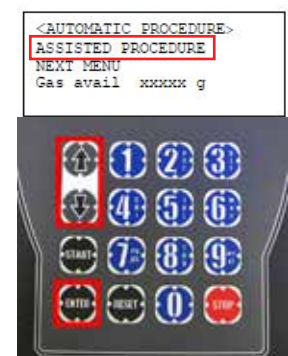 <AUTOMATIC PROCEDURE>
ASSISTED PROCEDURE
NEXT MENU
Gas avail xxxxx g
1 2 3
4 5 6
START 7 8 9
ENTER RESET 0 STOP